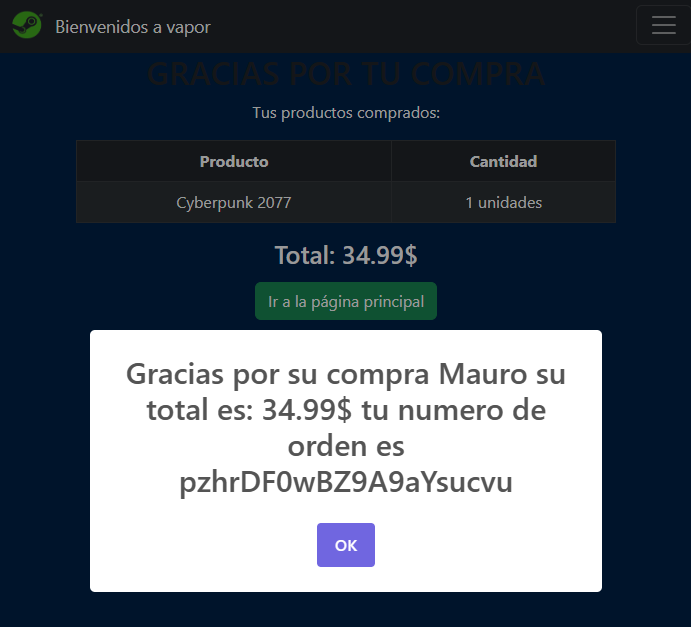 Bienvenidos a vapor
GRACIAS POR TU COMPRA
Tus productos comprados:
Producto Cantidad
Cyberpunk 2077 1 unidades
Total: 34.99$
Ir a la página principal
Gracias por su compra Mauro su
total es: 34.99$ tu numero de
orden es
pzhrDF0wBZ9A9aYsucvu
OK